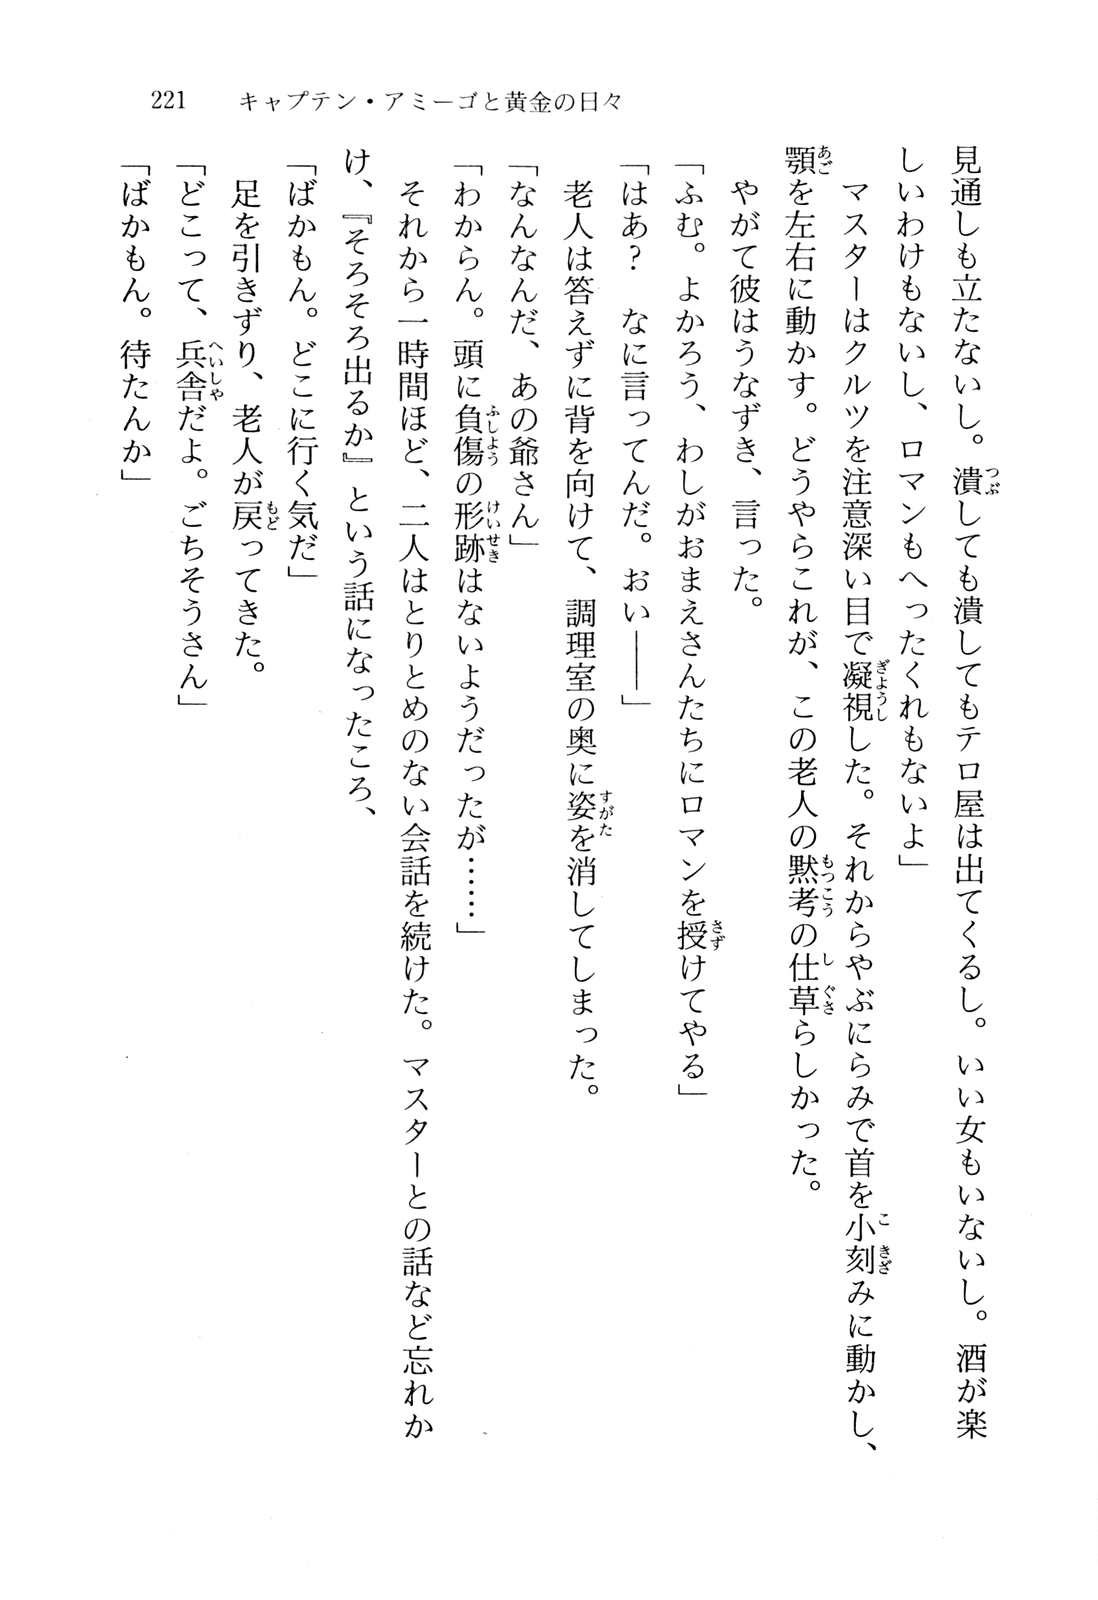 221　キャプテン・アミーゴと黄金の日々
見通しも立たないし。潰しても潰してもテロ屋は出てくるし。いい女もいないし。酒が楽
しいわけもないし、ロマンもへったくれもないよ」
　マスターはクルツを注意深い目で凝視した。それからやぶにらみで首を小刻みに動かし、
顎を左右に動かす。どうやらこれが、この老人の黙考の仕草らしかった。
　やがて彼はうなずき、言った。
「ふむ。よかろう、わしがおまえさんたちにロマンを授けてやる」
「はあ？　なに言ってんだ。おい――」
　老人は答えずに背を向けて、調理室の奥に姿を消してしまった。
「なんなんだ、あの爺さん」
「わからん。頭に負傷の形跡はないようだったが……」
　それから一時間ほど、二人はとりとめのない会話を続けた。マスターとの話など忘れか
け、『そろそろ出るか』という話になったころ、
「ばかもん。どこに行く気だ」
　足を引きずり、老人が戻ってきた。
「どこって、兵舎だよ。ごちそうさん」
「ばかもん。待たんか」